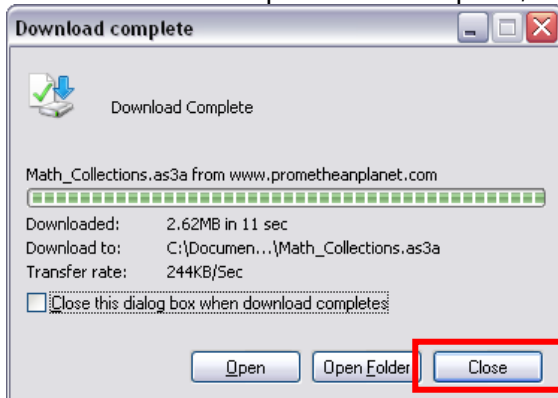 Download complete
Download Complete
Math_Collections.as3a from www.prometheanplanet.com
Downloaded: 2.62MB in 11 sec
Download to: C:\Documen...\Math_Collections.as3a
Transfer rate: 244KB/Sec
Close this dialog box when download completes
Open Open Folder Close